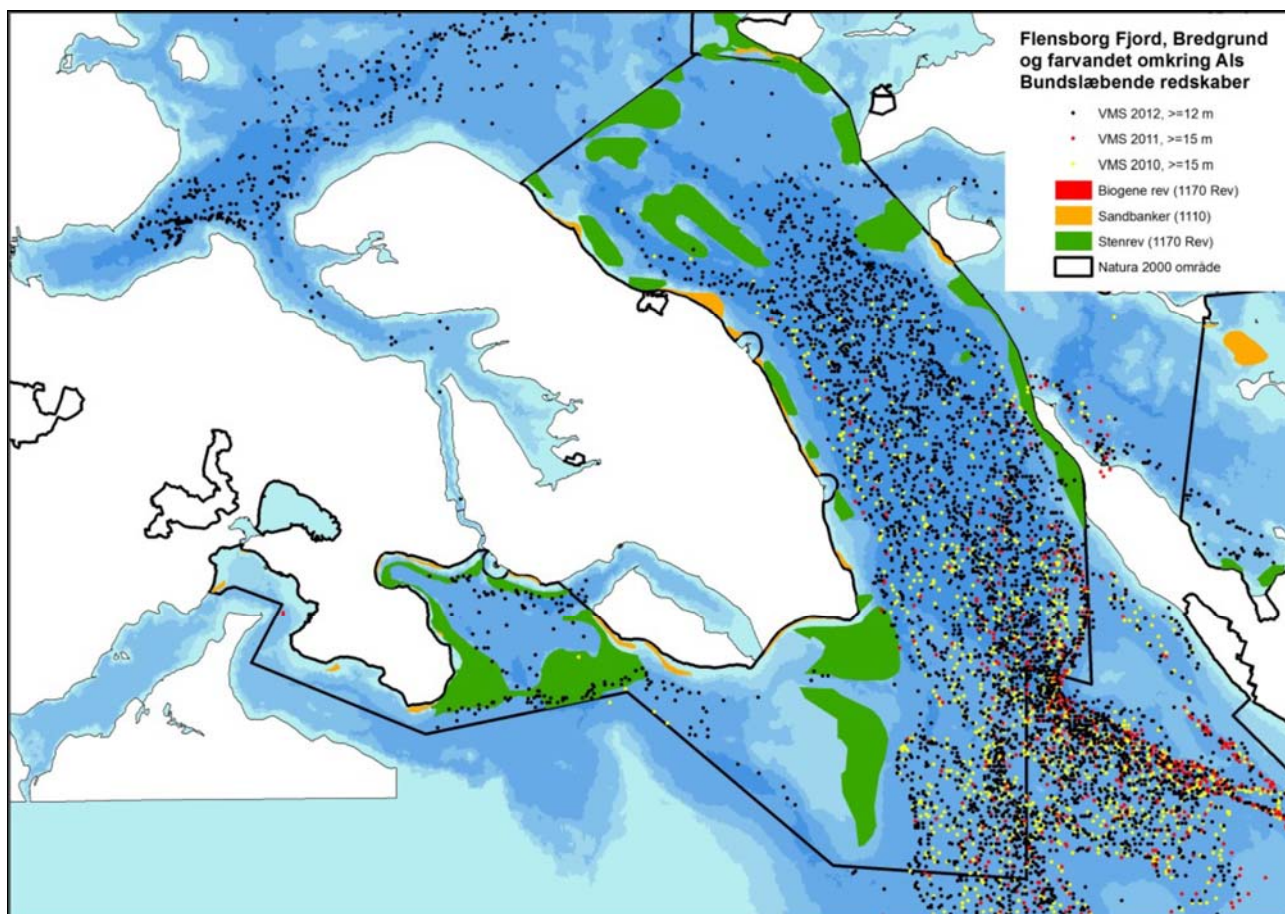 Flensborg Fjord, Bredgrund
og farvandet omkring Als
Bundslæbende redskaber
VMS 2012, >=12 m
VMS 2011, >=15 m
VMS 2010, >=15 m
Biogene rev (1170 Rev)
Sandbanker (1110)
Stenrev (1170 Rev)
Natura 2000 område